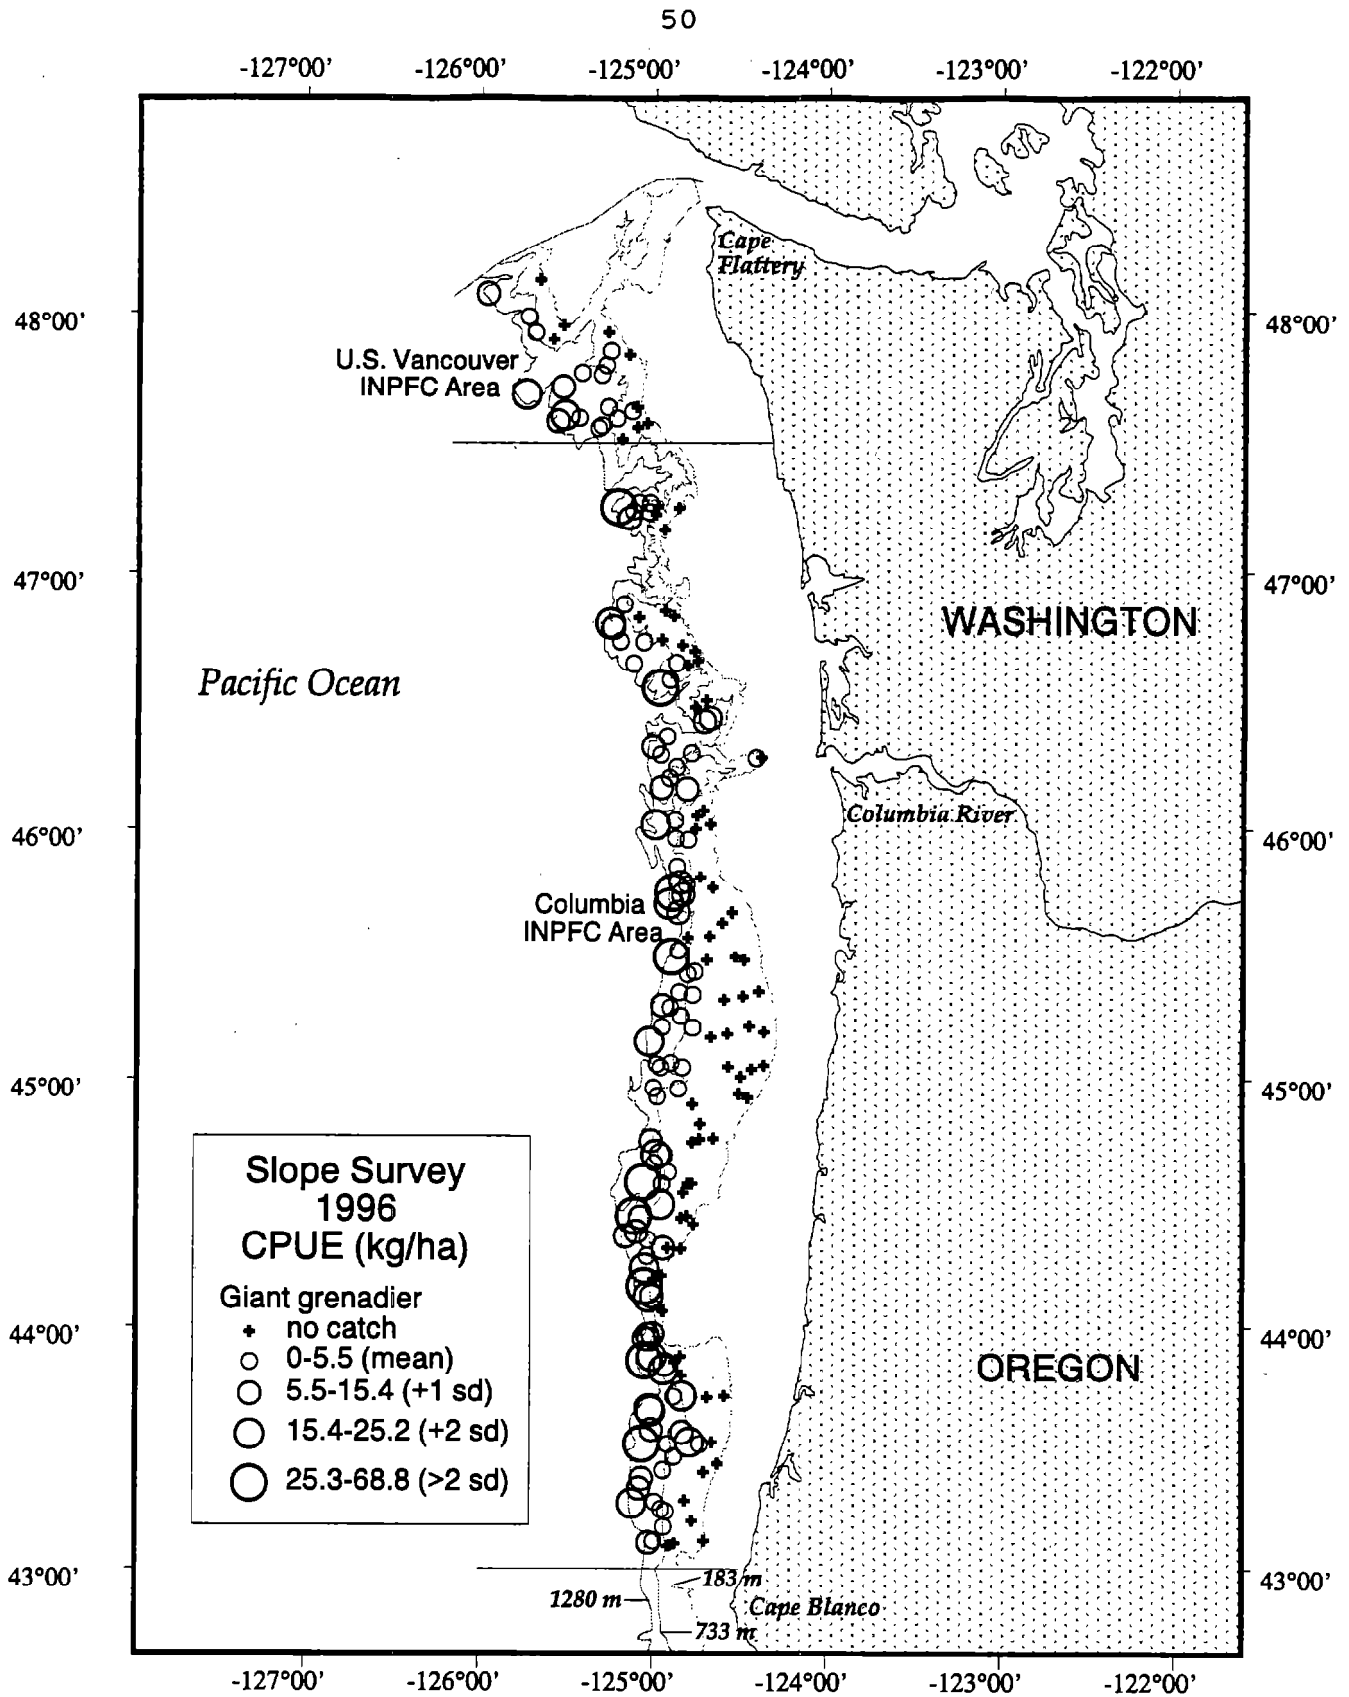 50
-127°00' -126°00' -125°00' -124°00' -123°00' -122°00'
Cape
Flattery
48°00' 48°00'
U.S. Vancouver
INPFC Area
47°00' 47°00'
WASHINGTON
Pacific Ocean
Columbia River
46°00' 46°00'
Columbia
INPFC Area
45°00' 45°00'
Slope Survey
1996
CPUE (kg/ha)
Giant grenadier
no catch
0-5.5 (mean)
5.5-15.4 (+1 sd)
15.4-25.2 (+2 sd)
25.3-68.8 (>2 sd)
44°00' 44°00'
OREGON
43°00' 43°00'
183 m
1280 m
Cape Blanco
733 m
-127°00' -126°00' -125°00' -124°00' -123°00' -122°00'